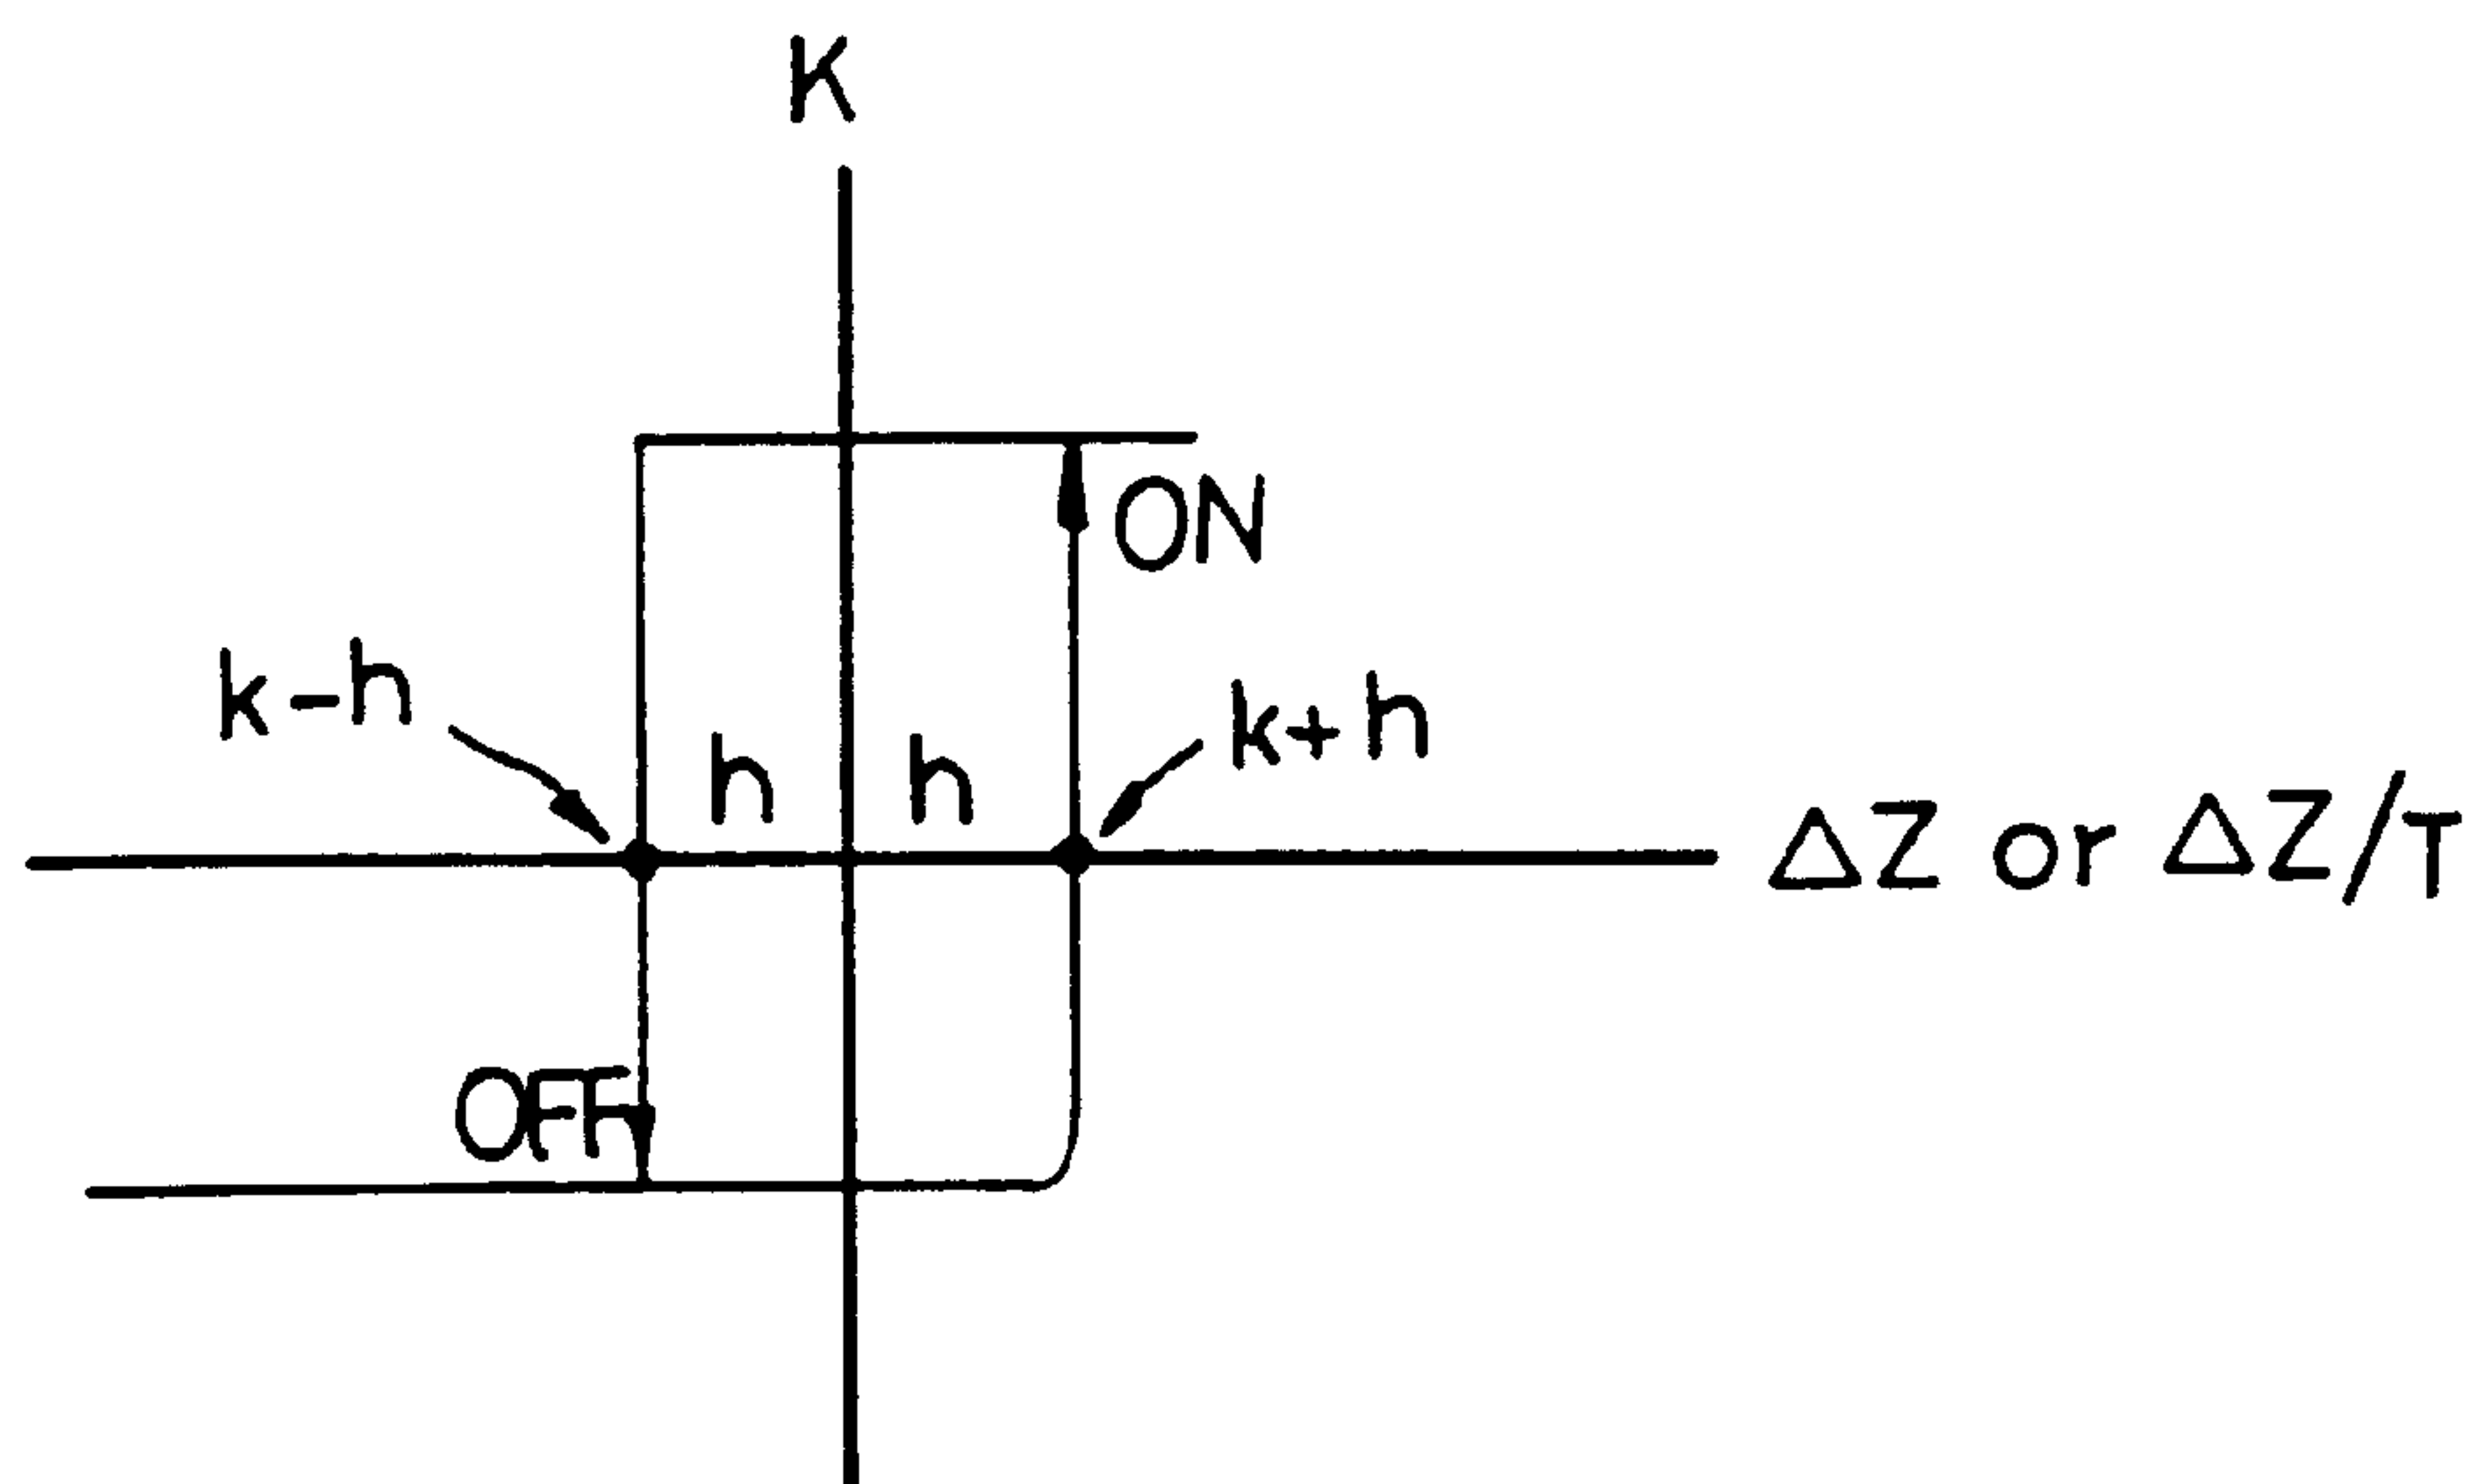 K
ON
k-h
k+h
h
h
ΔZ or ΔZ/T
OFF